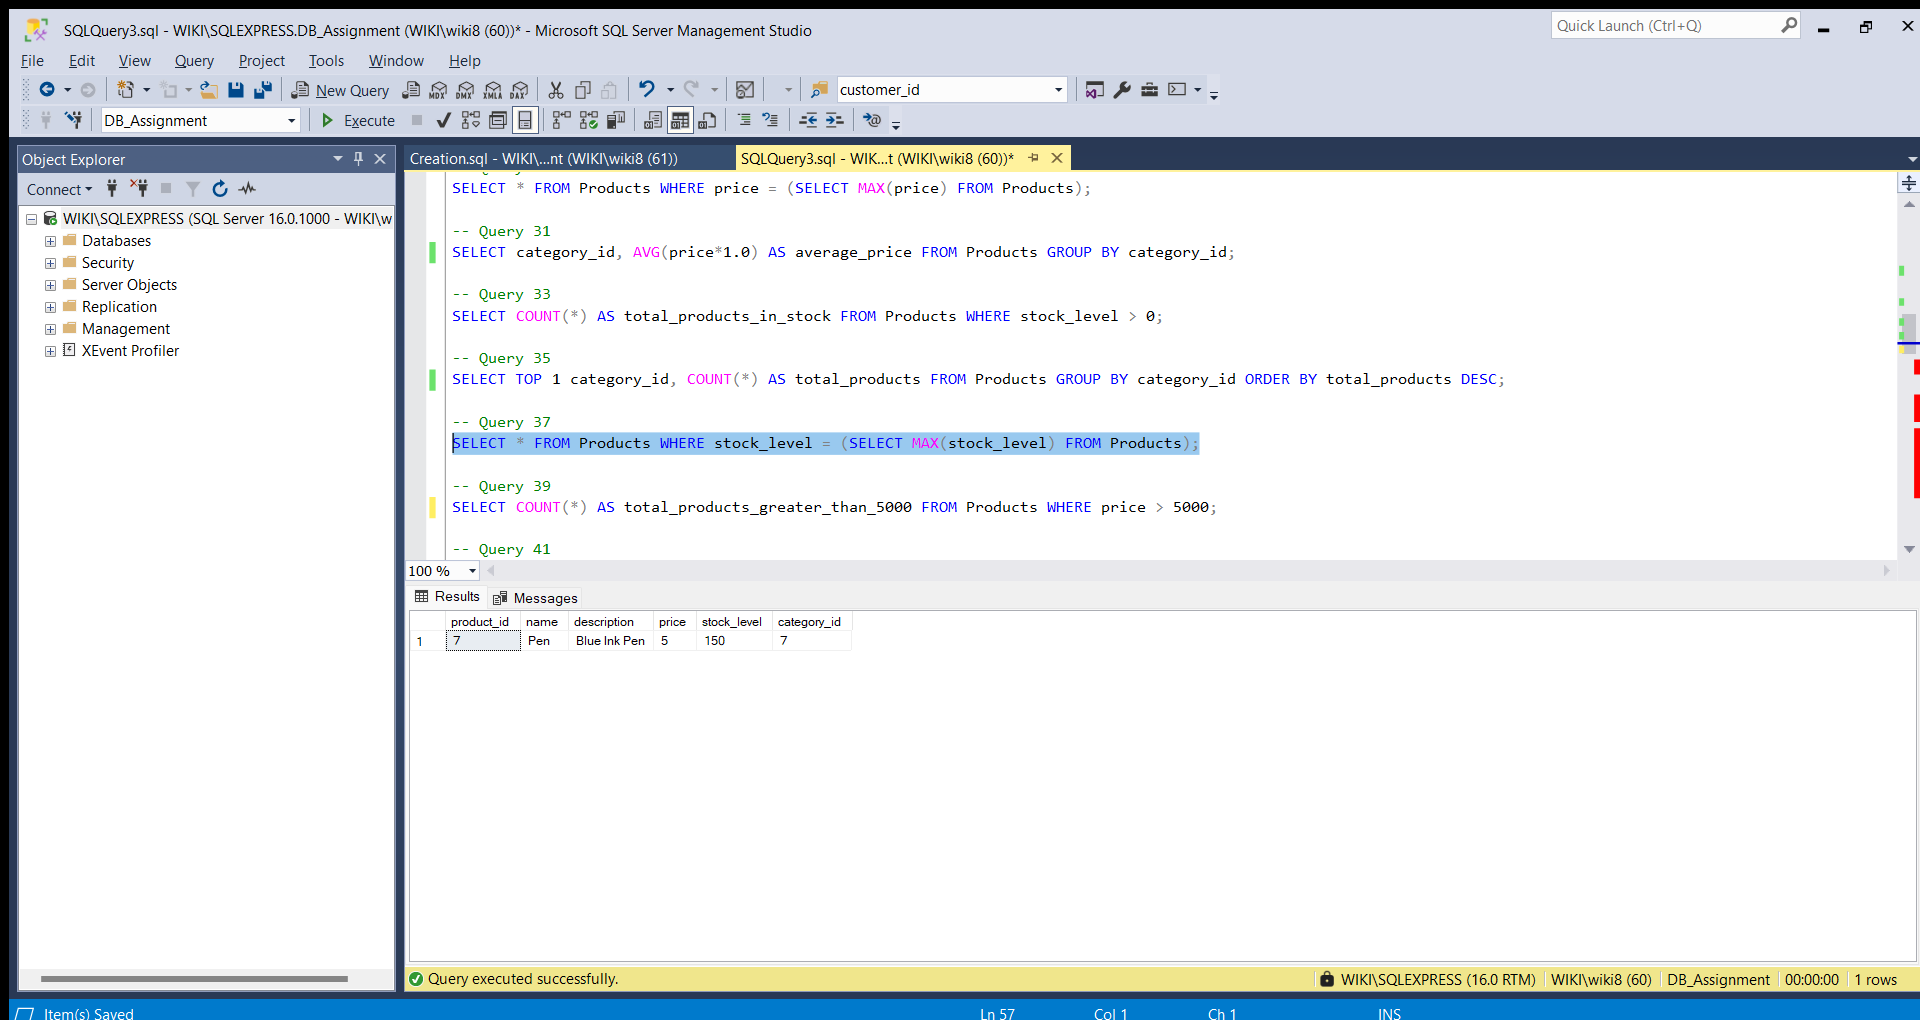 SQLQuery3.sql - WIKI\SQLEXPRESS.DB_Assignment (WIKI\wiki8 (60))* - Microsoft SQL Server Management Studio
Quick Launch (Ctrl+Q)
File Edit View Query Project Tools Window Help
New Query MDX DMX XMLA DAX customer_id
DB_Assignment Execute
Object Explorer
Connect
WIKI\SQLEXPRESS (SQL Server 16.0.1000 - WIKI\w
Databases
Security
Server Objects
Replication
Management
XEvent Profiler
Creation.sql - WIKI\...nt (WIKI\wiki8 (61))
SQLQuery3.sql - WIK...t (WIKI\wiki8 (60))*
SELECT * FROM Products WHERE price = (SELECT MAX(price) FROM Products);
-- Query 31
SELECT category_id, AVG(price*1.0) AS average_price FROM Products GROUP BY category_id;
-- Query 33
SELECT COUNT(*) AS total_products_in_stock FROM Products WHERE stock_level > 0;
-- Query 35
SELECT TOP 1 category_id, COUNT(*) AS total_products FROM Products GROUP BY category_id ORDER BY total_products DESC;
-- Query 37
SELECT * FROM Products WHERE stock_level = (SELECT MAX(stock_level) FROM Products);
-- Query 39
SELECT COUNT(*) AS total_products_greater_than_5000 FROM Products WHERE price > 5000;
-- Query 41
100 %
Results Messages
product_id name description price stock_level category_id
1 7 Pen Blue Ink Pen 5 150 7
Query executed successfully.
WIKI\SQLEXPRESS (16.0 RTM) WIKI\wiki8 (60) DB_Assignment 00:00:00 1 rows
Item(s) Saved Ln 57 Col 1 Ch 1 INS